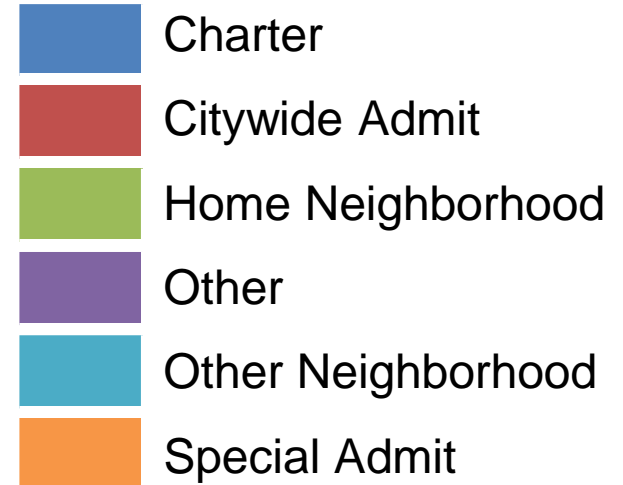 Charter
Citywide Admit
Home Neighborhood
Other
Other Neighborhood
Special Admit